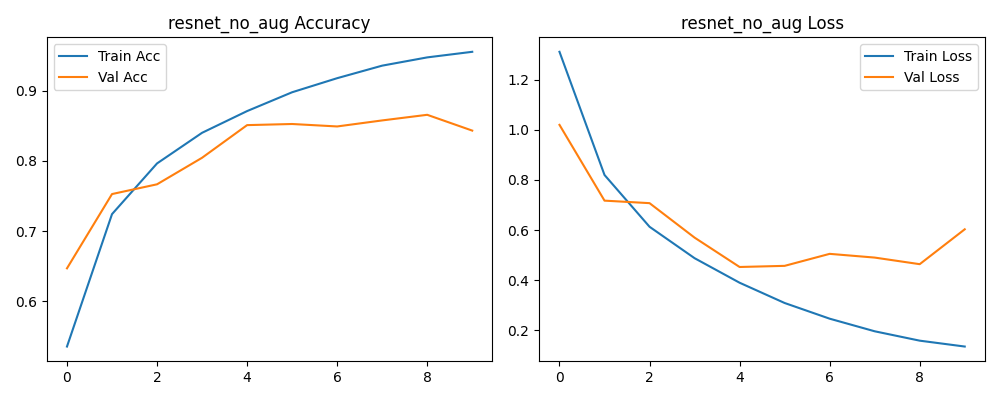 resnet_no_aug Accuracy
Train Acc
Val Acc
0.9
0.8
0.7
0.6
0 2 4 6 8
resnet_no_aug Loss
Train Loss
Val Loss
1.2
1.0
0.8
0.6
0.4
0.2
0 2 4 6 8